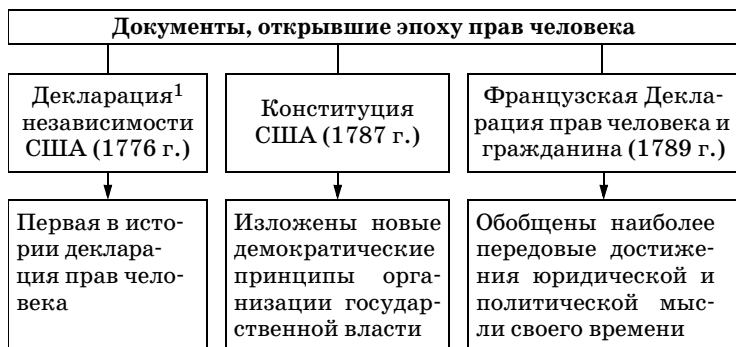 Документы, открывшие эпоху прав человека
Декларация¹
независимости
США (1776 г.)
Конституция
США (1787 г.)
Французская Декла-
рация прав человека и
гражданина (1789 г.)
Первая в исто-
рии деклара-
ция прав чело-
века
Изложены новые
демократические
принципы орга-
низации государ-
ственной власти
Обобщены наиболее
передовые достиже-
ния юридической и
политической мыс-
ли своего времени